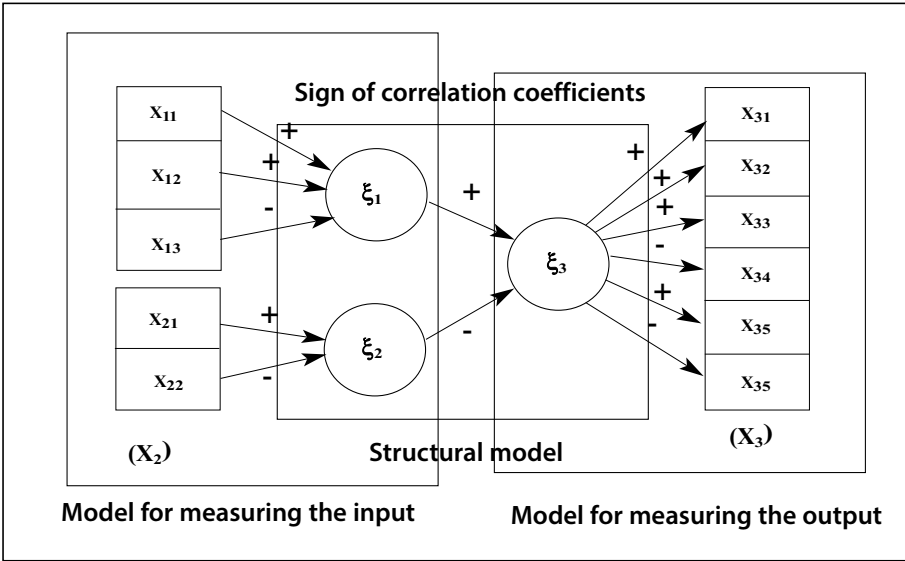 Sign of correlation coefficients
X11
X12
X13
X21
X22
(X2)
+
+
-
+
-
ξ1
ξ2
+
-
ξ3
+
+
+
-
+
-
X31
X32
X33
X34
X35
X35
(X3)
Structural model
Model for measuring the input
Model for measuring the output